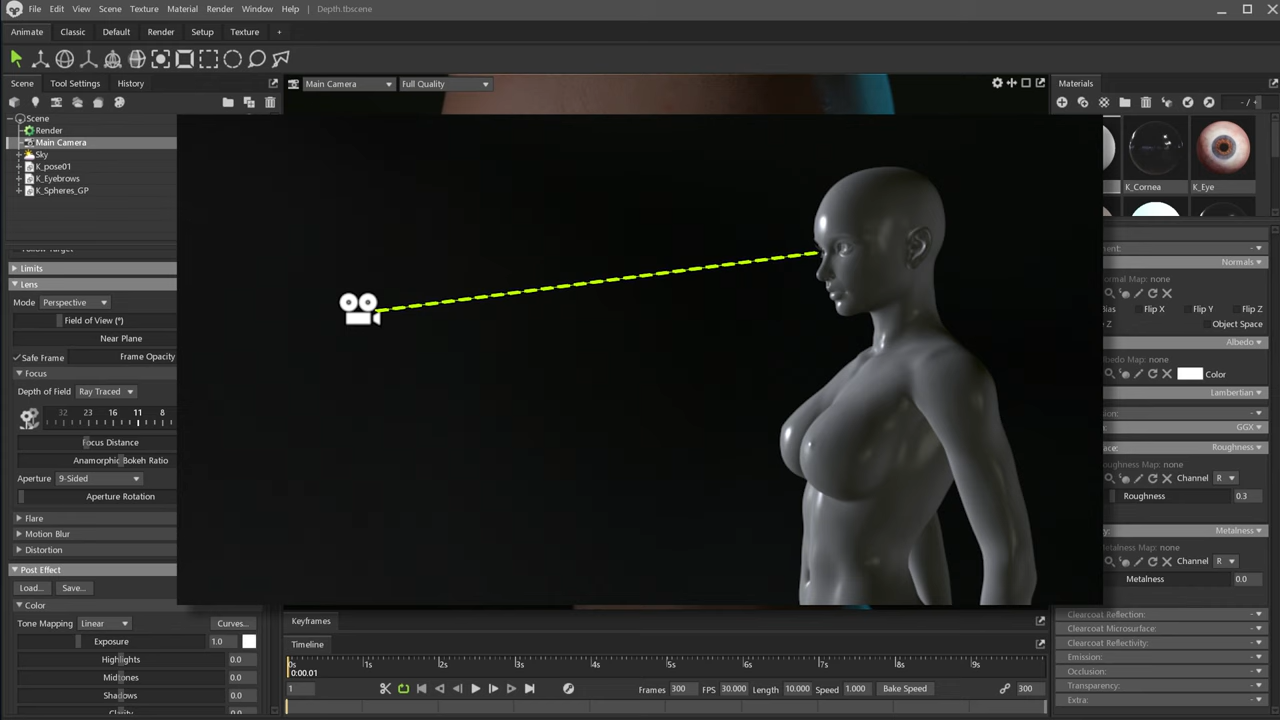 File Edit View Scene Texture Material Render Window Help Depth.tbscene
Animate Classic Default Render Setup Texture +
Scene Tool Settings History
Main Camera Full Quality
Materials
- /
Scene
Render
Main Camera
Sky
K_pose01
K_Eyebrows
K_Spheres_GP
K_Cornea K_Eye
Limits
Lens
Mode Perspective
Field of View (*)
Near Plane
Safe Frame Frame Opacity
Focus
Depth of Field Ray Traced
32 23 16 11 8
Focus Distance
Anamorphic Bokeh Ratio
Aperture 9-Sided
Aperture Rotation
Flare
Motion Blur
Distortion
Post Effect
Load... Save...
Color
Tone Mapping Linear Curves...
Exposure 1.0
Highlights 0.0
Midtones 0.0
Shadows 0.0
Normals
Map: none
Flip X Flip Y Flip Z
Z Object Space
Albedo
Map: none
Color
Lambertian
GGX
Roughness
Map: none
Channel R
Roughness 0.3
Metalness
Map: none
Channel R
Metalness 0.0
Clearcoat Reflection:
Clearcoat Microsurface:
Clearcoat Reflectivity:
Emission:
Occlusion:
Transparency:
Extra:
Keyframes
Timeline
0s 1s 2s 3s 4s 5s 6s 7s 8s 9s
0:00.01
1 Frames 300 FPS 30.000 Length 10.000 Speed 1.000 Bake Speed 300